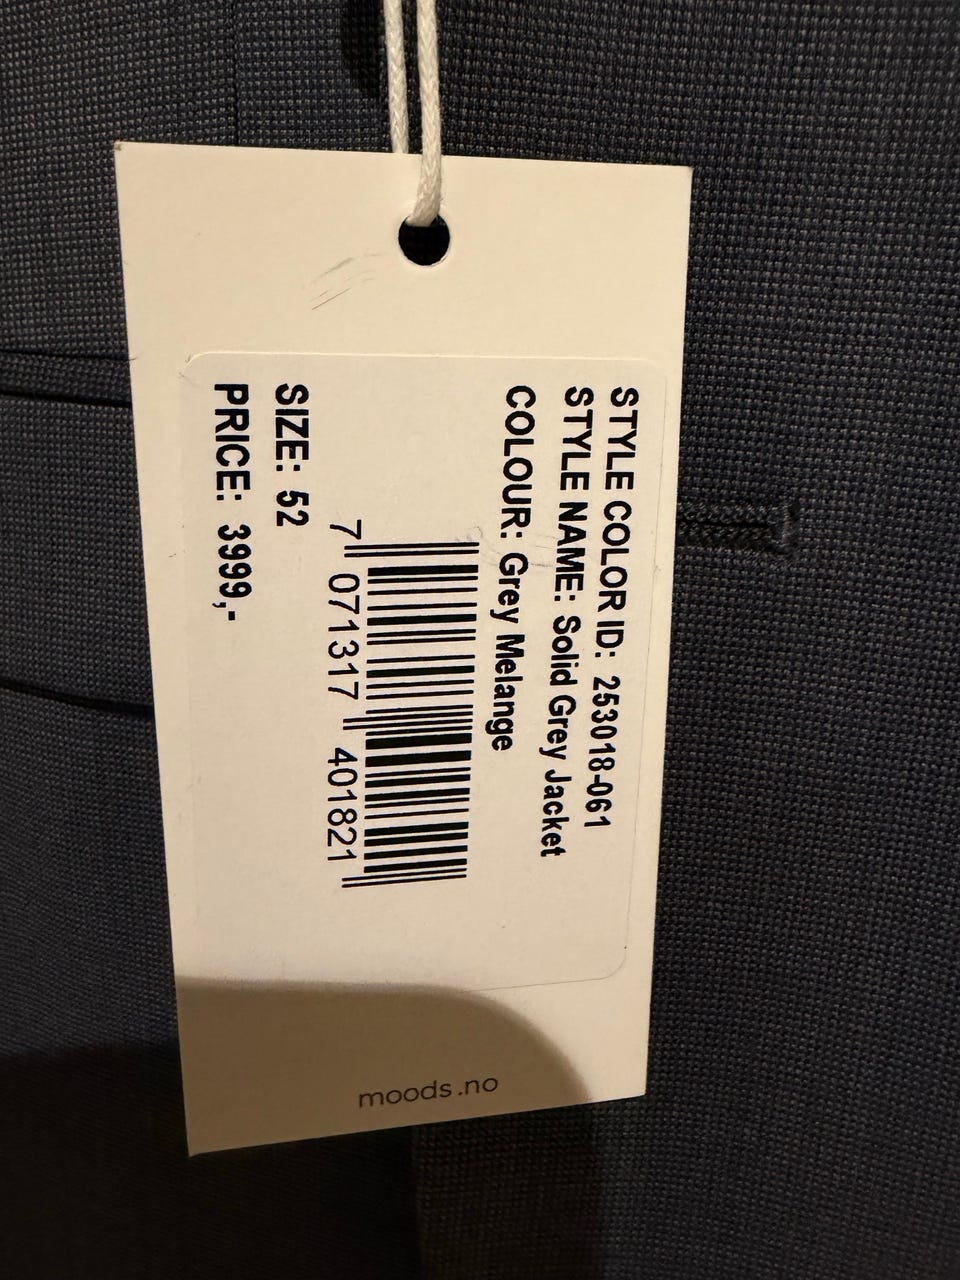 STYLE COLOR ID: 253018-061
STYLE NAME: Solid Grey Jacket
COLOUR: Grey Melange
7 071317 401821
SIZE: 52
PRICE: 3999,-
moods.no